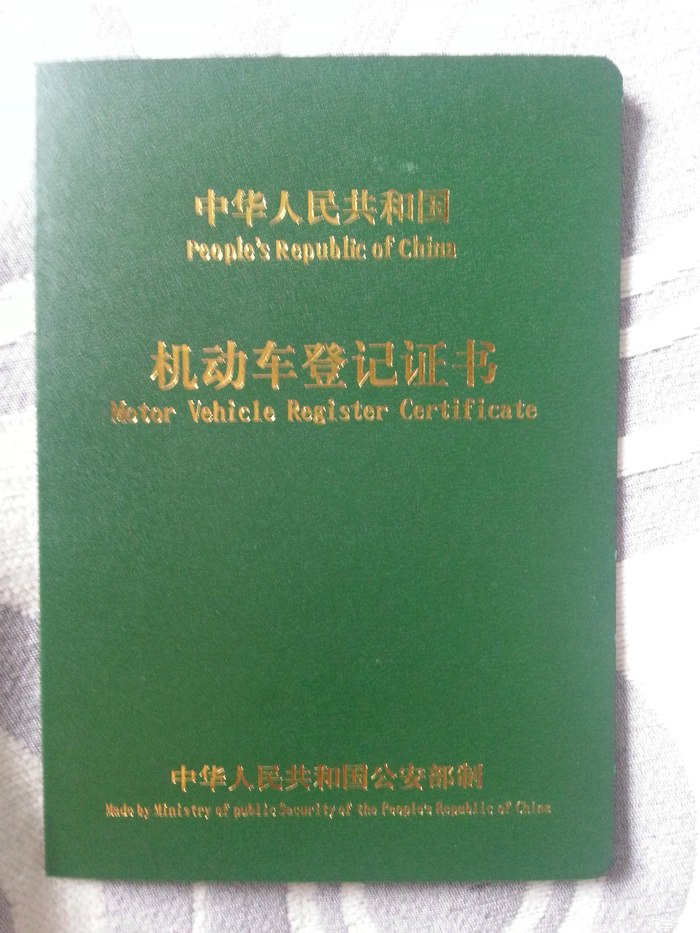 中华人民共和国
People's Republic of China
机动车登记证书
Motor Vehicle Register Certificate
中华人民共和国公安部制
Made by Ministry of public Security of the People's Republic of China